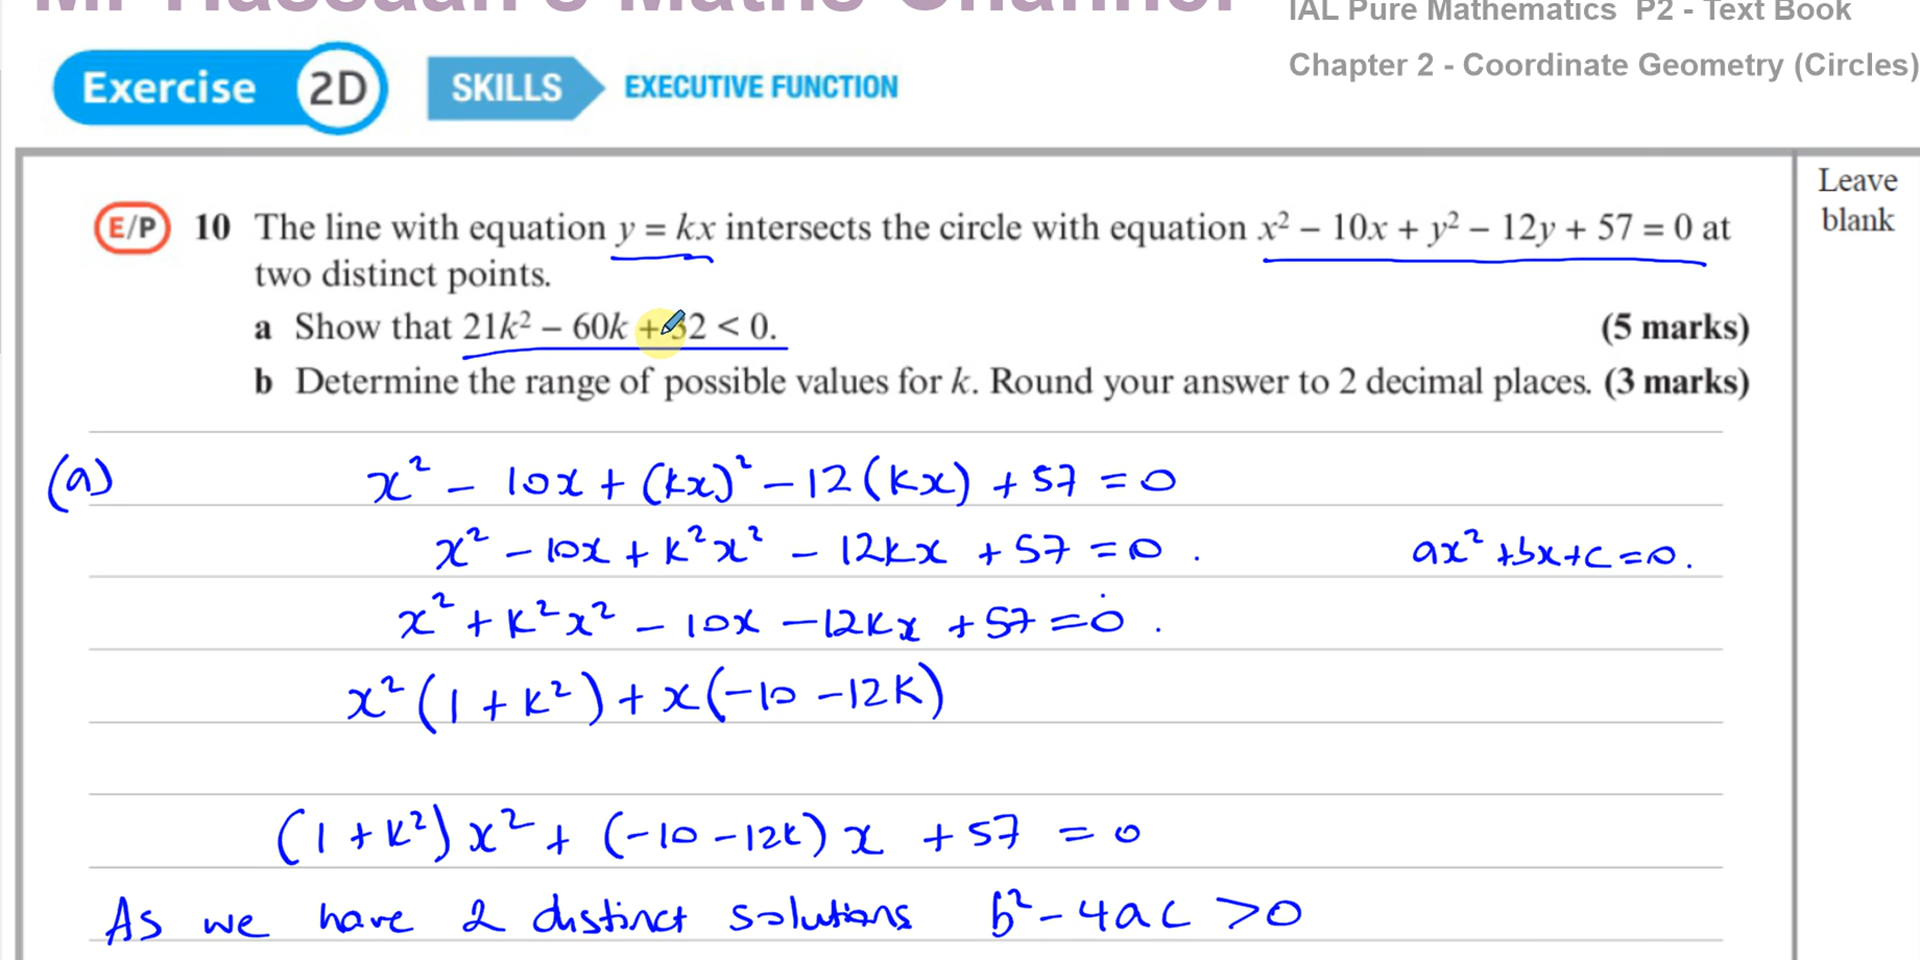 Mr Hassaan's Maths Channel
IAL Pure Mathematics P2 - Text Book
Chapter 2 - Coordinate Geometry (Circles)
Exercise 2D SKILLS EXECUTIVE FUNCTION
Leave
blank
E/P 10 The line with equation y = kx intersects the circle with equation x² − 10x + y² − 12y + 57 = 0 at
two distinct points.
a Show that 21k² − 60k + 32 < 0. (5 marks)
b Determine the range of possible values for k. Round your answer to 2 decimal places. (3 marks)
(a) x² − 10x + (kx)² − 12(kx) + 57 = 0
x² − 10x + k²x² − 12kx + 57 = 0. ax² + bx + c = 0.
x² + k²x² − 10x − 12kx + 57 = 0.
x²(1 + k²) + x(−10 − 12k)
(1 + k²)x² + (−10 − 12k)x + 57 = 0
As we have 2 distinct solutions b² − 4ac > 0